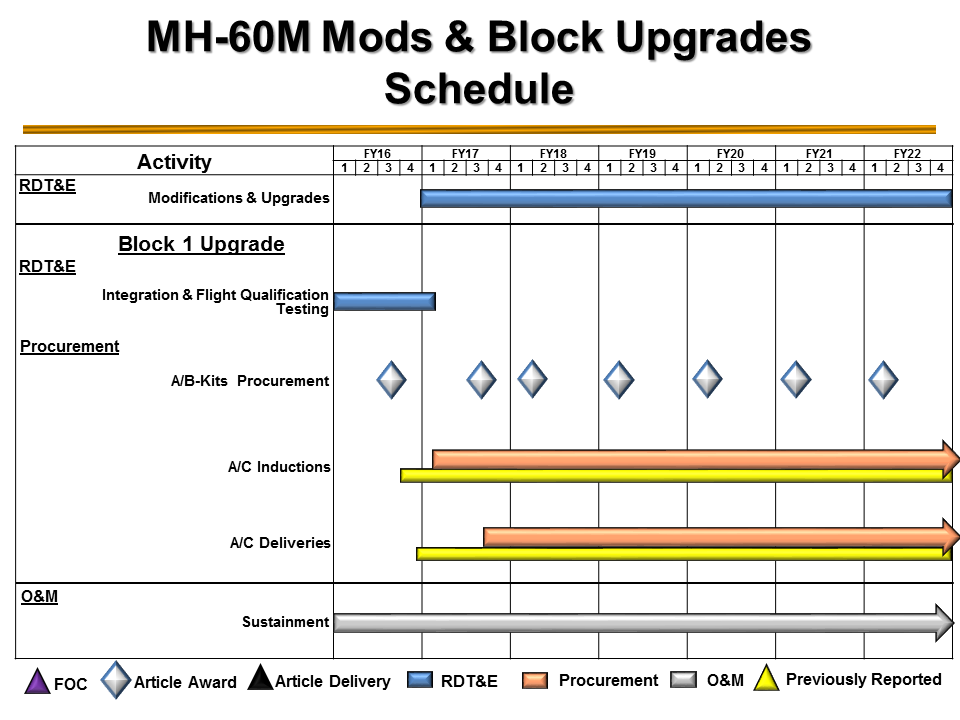 MH-60M Mods & Block Upgrades
Schedule
Activity
FY16 FY17 FY18 FY19 FY20 FY21 FY22
1 2 3 4 1 2 3 4 1 2 3 4 1 2 3 4 1 2 3 4 1 2 3 4 1 2 3 4
RDT&E
Modifications & Upgrades
Block 1 Upgrade
RDT&E
Integration & Flight Qualification
Testing
Procurement
A/B-Kits Procurement
A/C Inductions
A/C Deliveries
O&M
Sustainment
FOC Article Award Article Delivery RDT&E Procurement O&M Previously Reported